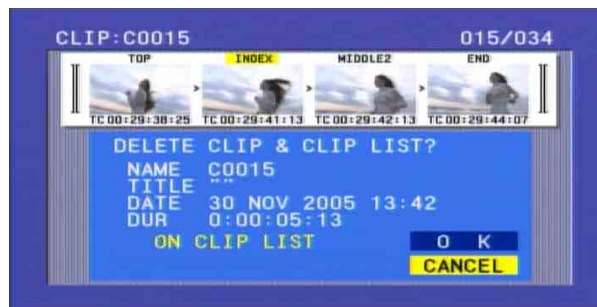 CLIP:C0015 015/034
TOP INDEX MIDDLE2 END
TC 00:29:38:25 TC 00:29:41:13 TC 00:29:42:13 TC 00:29:44:07
DELETE CLIP & CLIP LIST?
NAME C0015
TITLE ""
DATE 30 NOV 2005 13:42
DUR 0:00:05:13
ON CLIP LIST O K
CANCEL